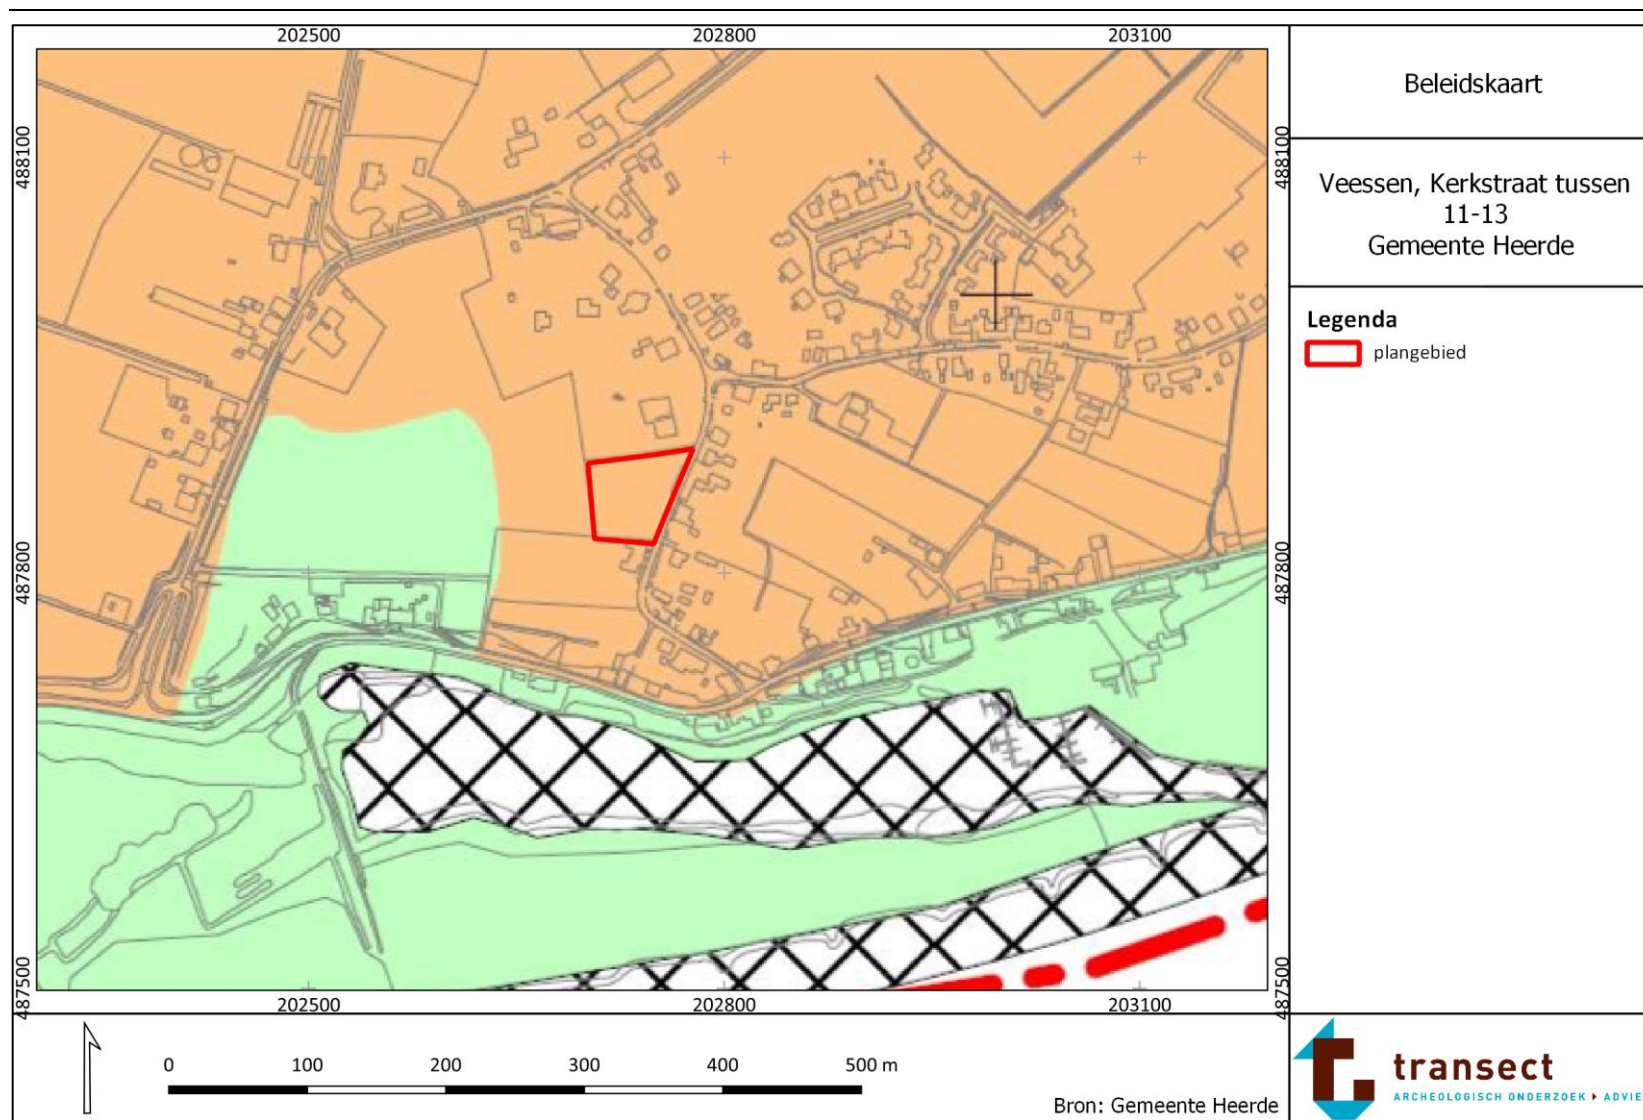 202500 202800 203100
488100 488100
487800 487800
487500 487500
202500 202800 203100
Beleidskaart
Veessen, Kerkstraat tussen
11-13
Gemeente Heerde
Legenda
plangebied
0 100 200 300 400 500 m
Bron: Gemeente Heerde
transect
ARCHEOLOGISCH ONDERZOEK ADVIE